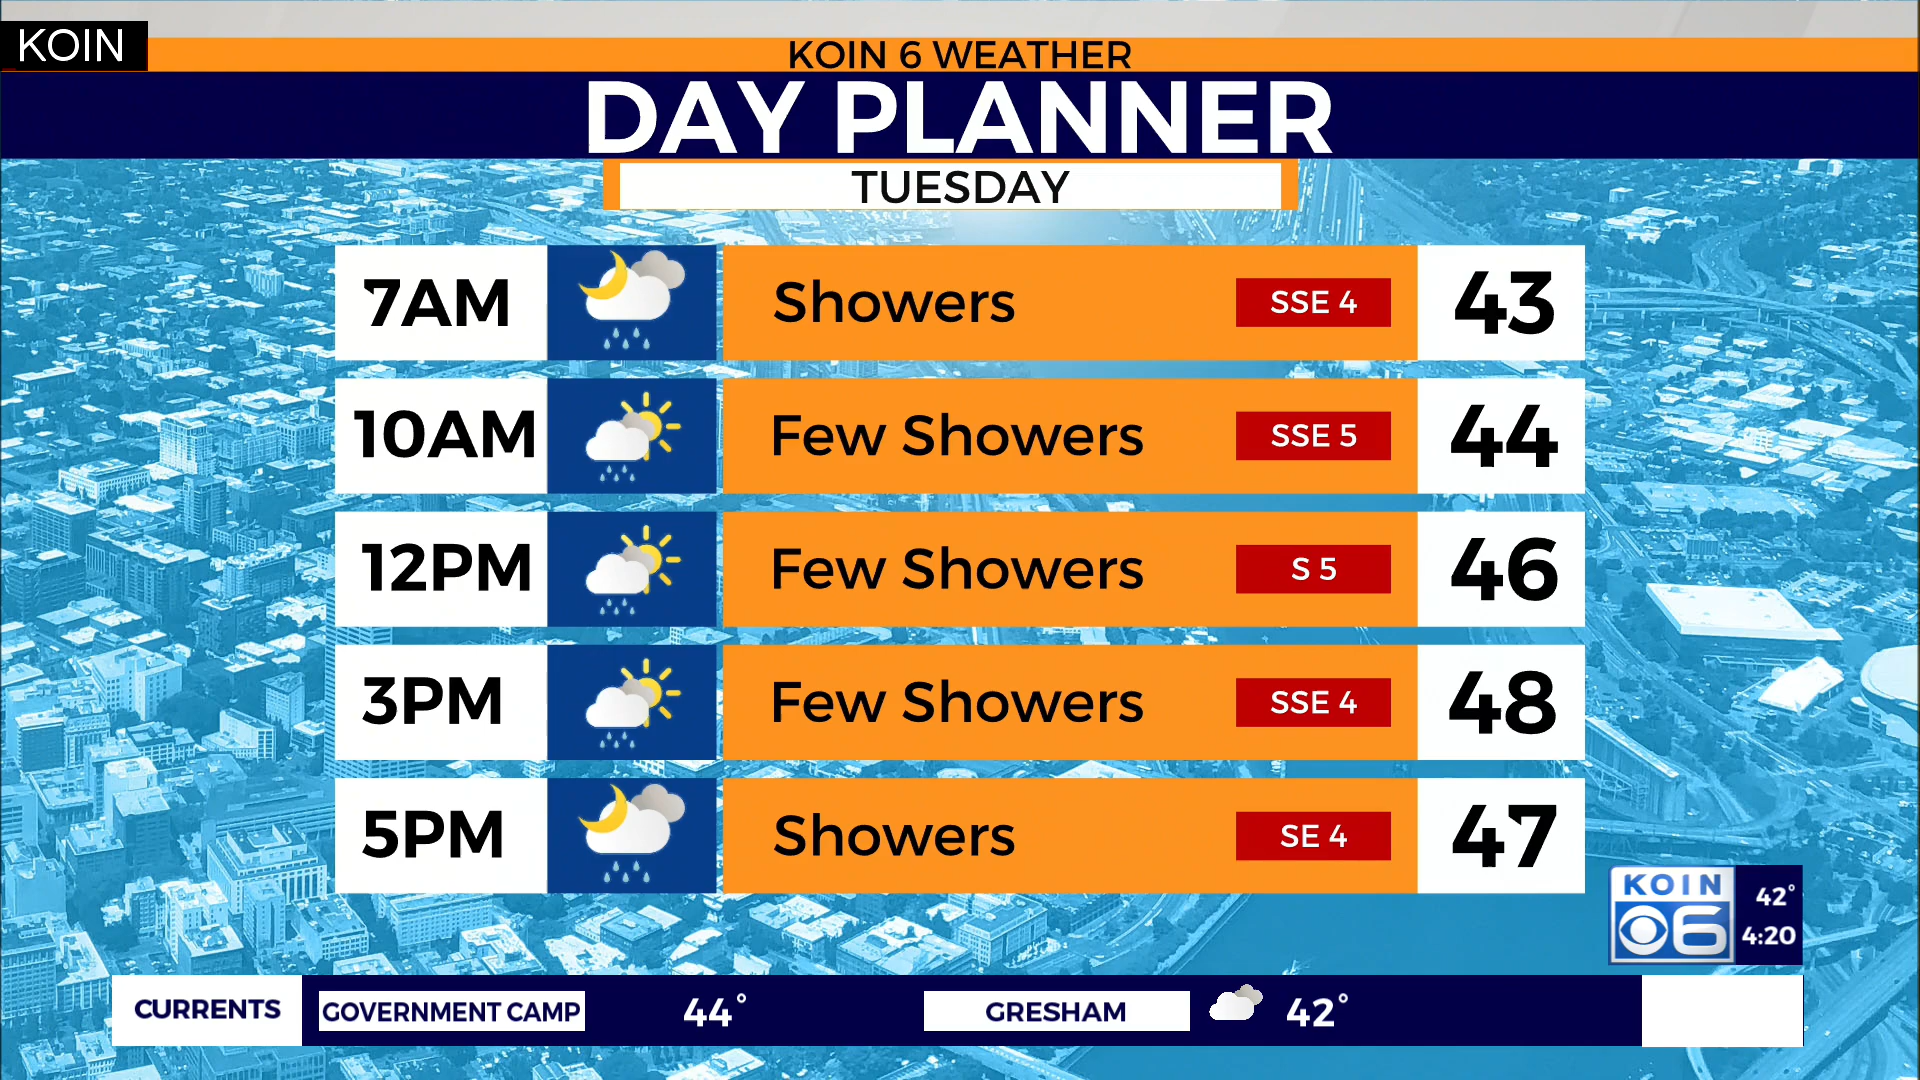 KOIN
KOIN 6 WEATHER
DAY PLANNER
TUESDAY
7AM Showers SSE 4 43
10AM Few Showers SSE 5 44
12PM Few Showers S 5 46
3PM Few Showers SSE 4 48
5PM Showers SE 4 47
KOIN 42°
6 4:20
CURRENTS GOVERNMENT CAMP 44° GRESHAM 42°